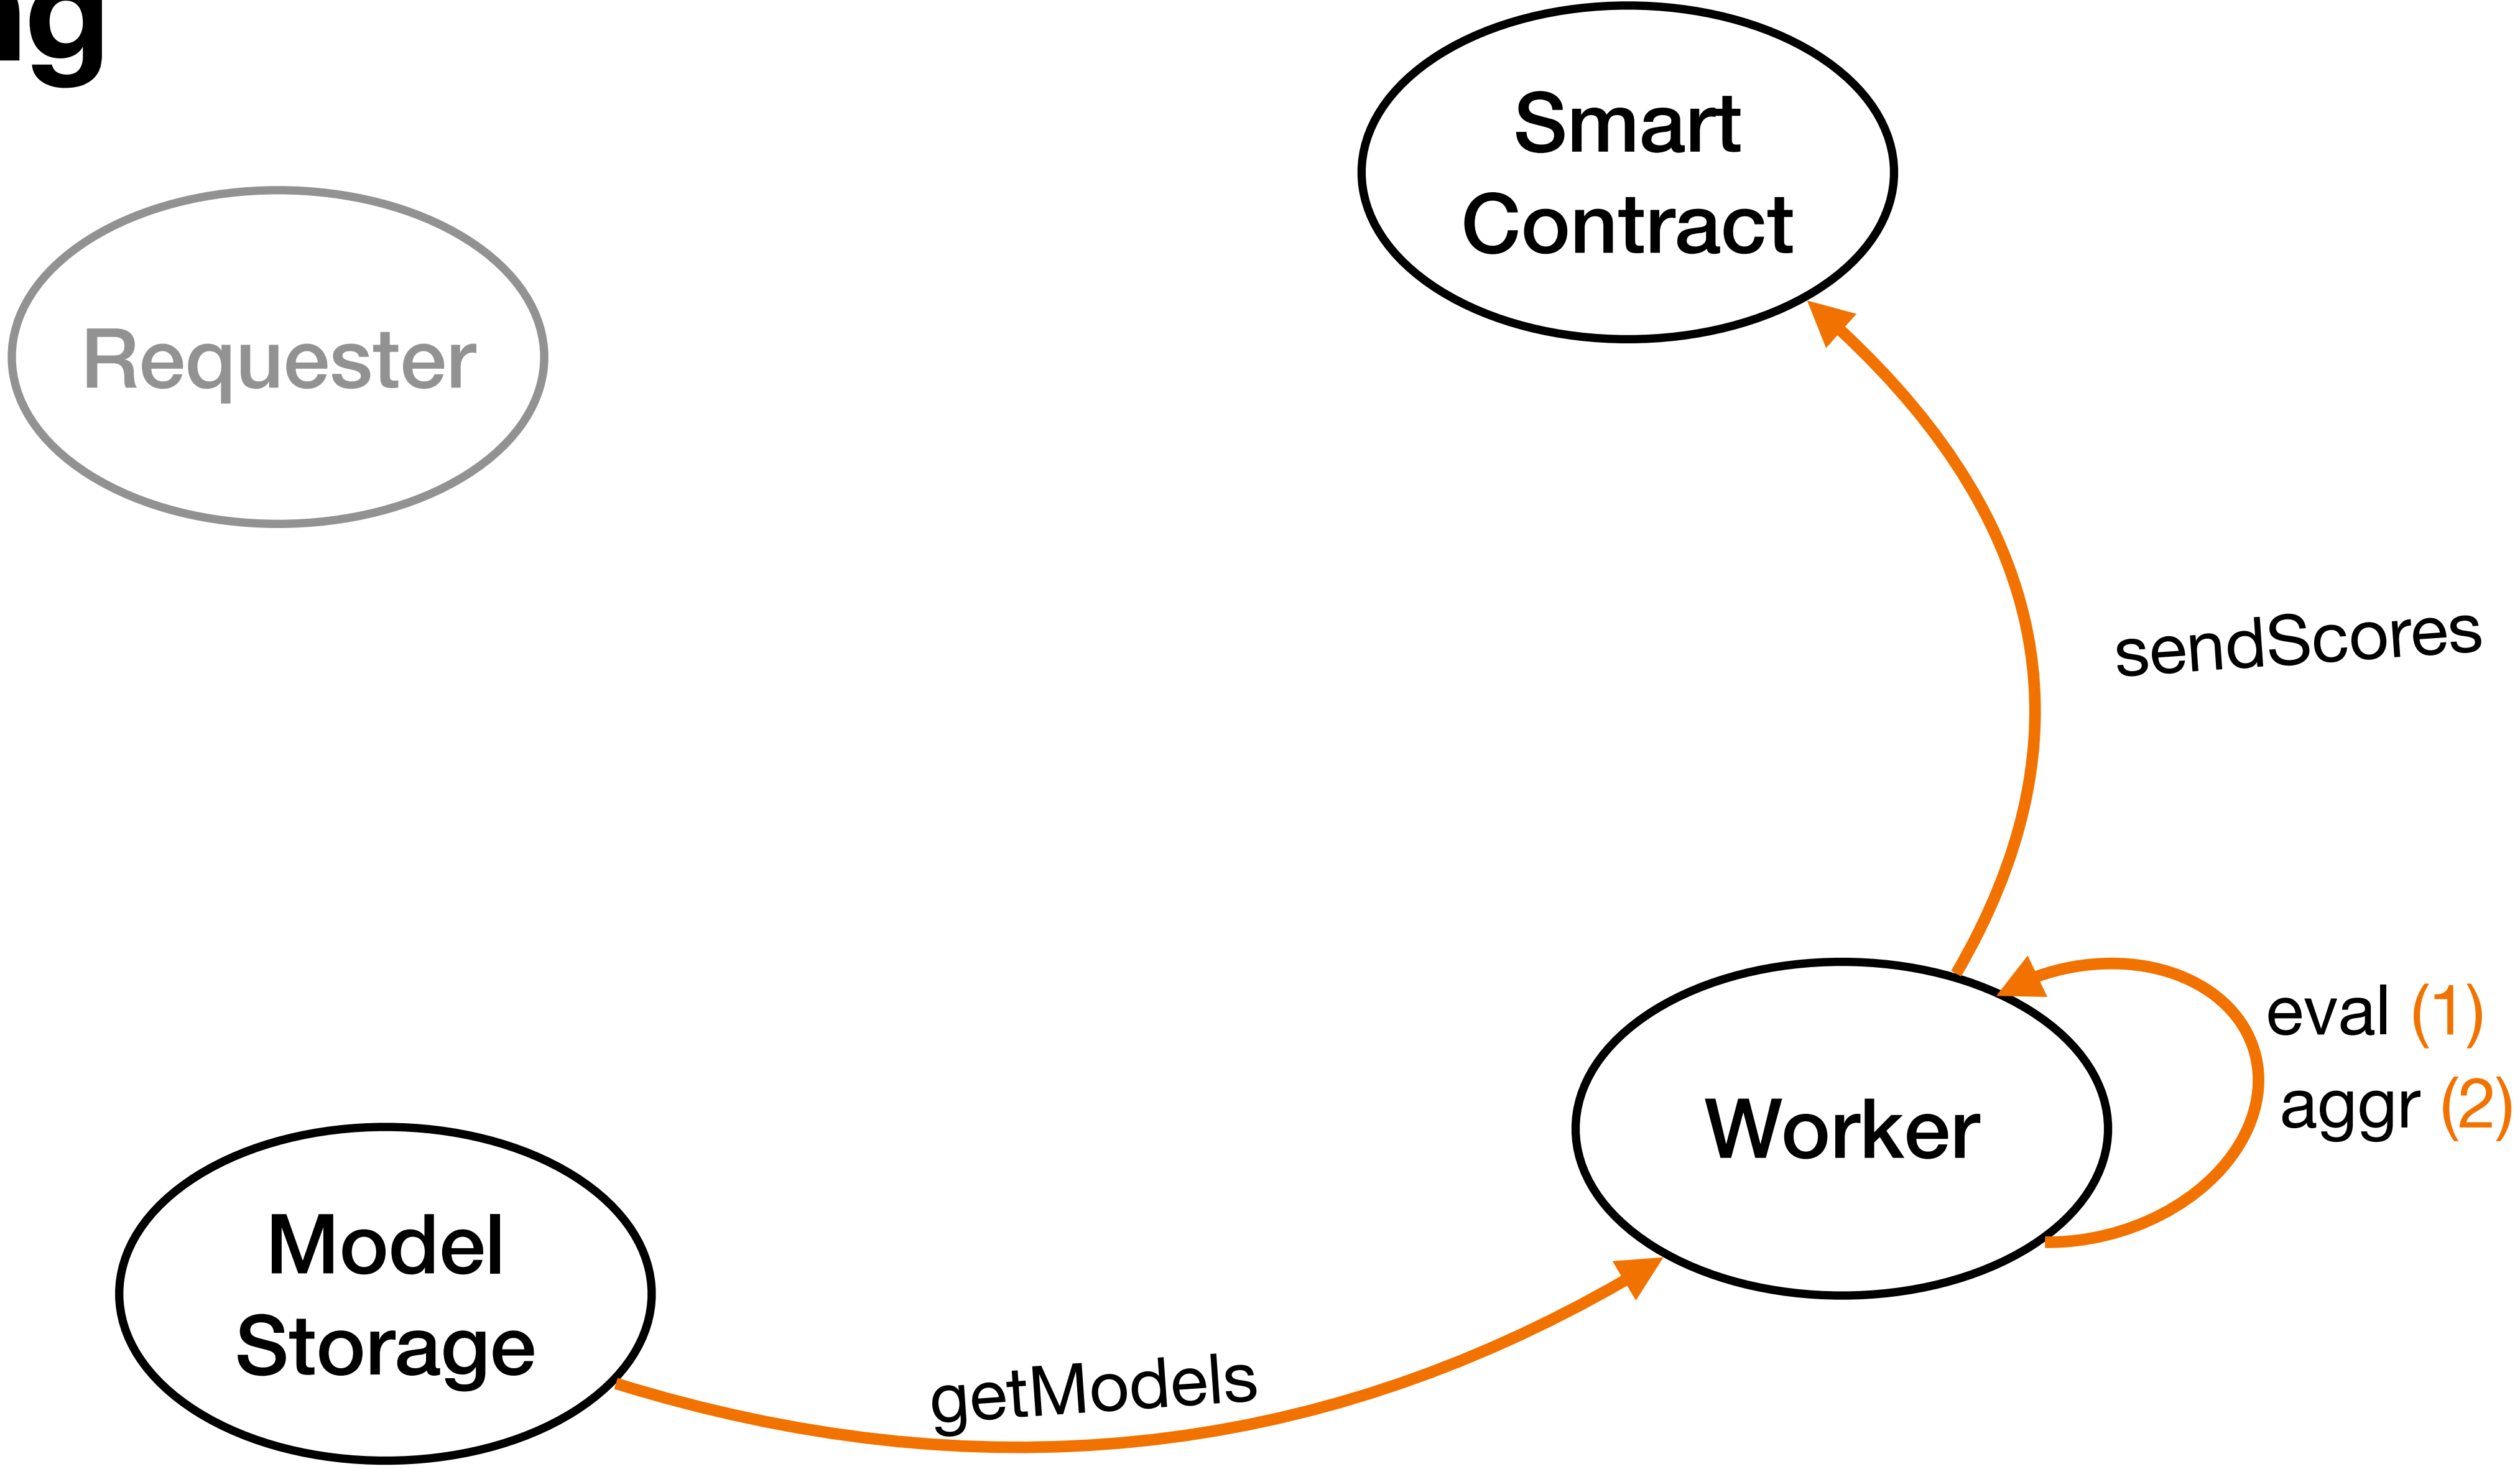 Smart
Contract
Requester
sendScores
eval (1)
aggr (2)
Worker
Model
Storage
getModels